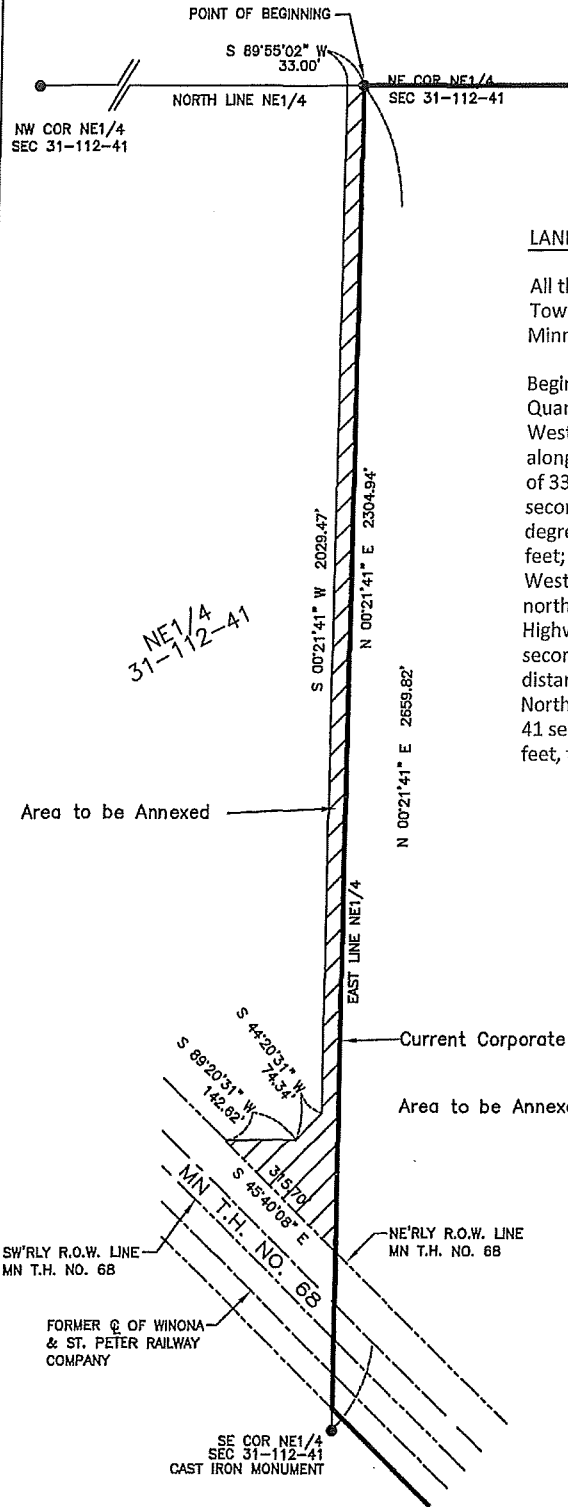 POINT OF BEGINNING
S 89°55'02" W
33.00'
NE COR NE1/4
SEC 31-112-41
NORTH LINE NE1/4
NW COR NE1/4
SEC 31-112-41
LAN
All th
Tow
Minn
Begin
Quar
West
along
of 33
secon
degre
feet;
West
north
Highw
secon
distan
North
41 se
feet, t
S 00°21'41" W 2029.47'
N 00°21'41" E 2304.94'
NE1/4
31-112-41
N 00°21'41" E 2659.82'
Area to be Annexed
EAST LINE NE1/4
S 44°20'31" W
74.34'
S 89°20'31" W
142.62'
Current Corporate
Area to be Annexe
315.70
S 45°40'08" E
MN T.H. NO. 68
NE'RLY R.O.W. LINE
MN T.H. NO. 68
SW'RLY R.O.W. LINE
MN T.H. NO. 68
FORMER ℄ OF WINONA
& ST. PETER RAILWAY
COMPANY
SE COR NE1/4
SEC 31-112-41
CAST IRON MONUMENT